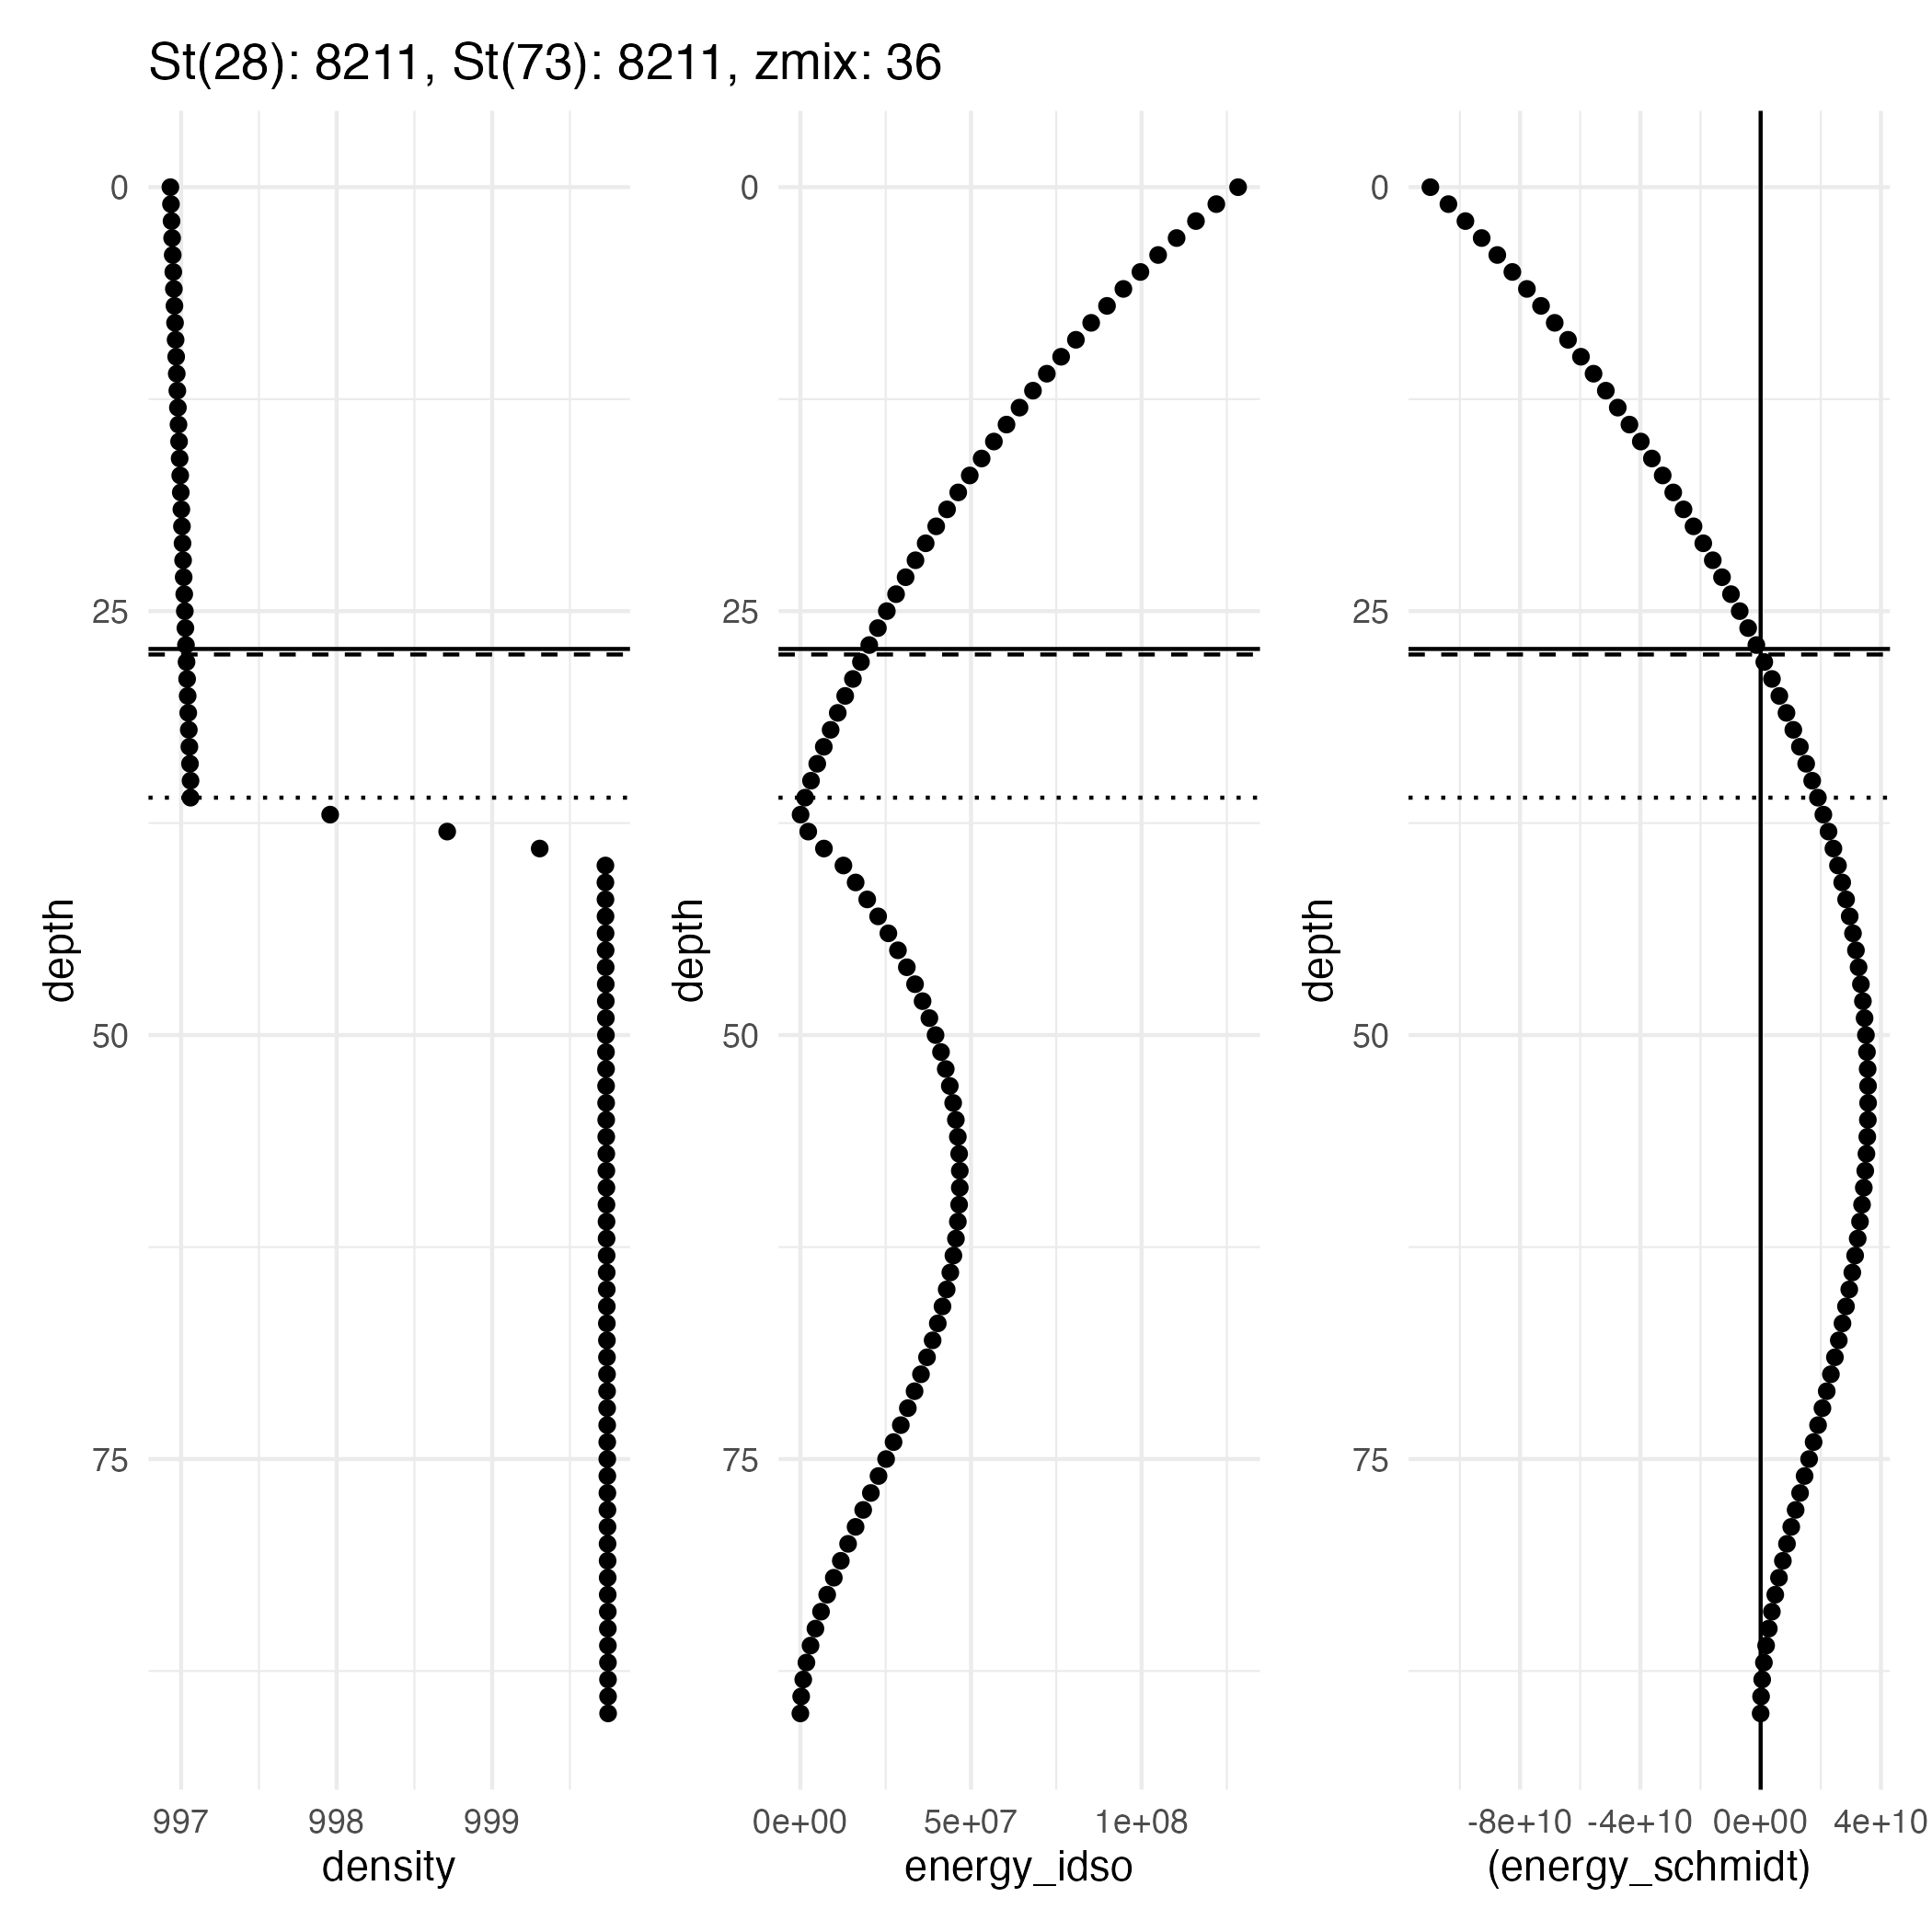 St(28): 8211, St(73): 8211, zmix: 36
0
25
50
75
depth
997
998
999
density
0
25
50
75
depth
0e+00
5e+07
1e+08
energy_idso
0
25
50
75
depth
-8e+10
-4e+10
0e+00
4e+10
(energy_schmidt)